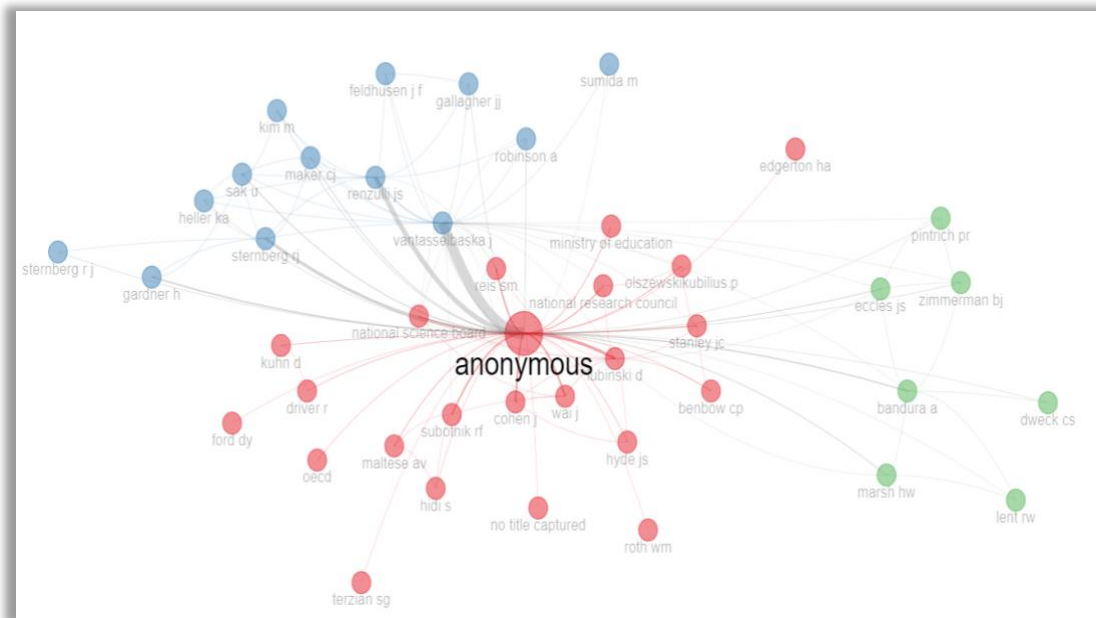 sumida m
feldhusen j f
gallagher jj
kim m
robinson a
edgerton ha
maker cj
sak u
renzulli js
heller ka
pintrich pr
vantasselbaska j
ministry of education
sternberg rj
sternberg r j
gardner h
reis sm
olszewskikubilius p
zimmerman bj
national research council
eccles js
national science board
stanley jc
anonymous
kuhn d
lubinski d
driver r
benbow cp
bandura a
cohen j
wai j
dweck cs
subotnik rf
ford dy
maltese av
hyde js
oecd
marsh hw
hidi s
lent rw
no title captured
roth wm
terzian sg